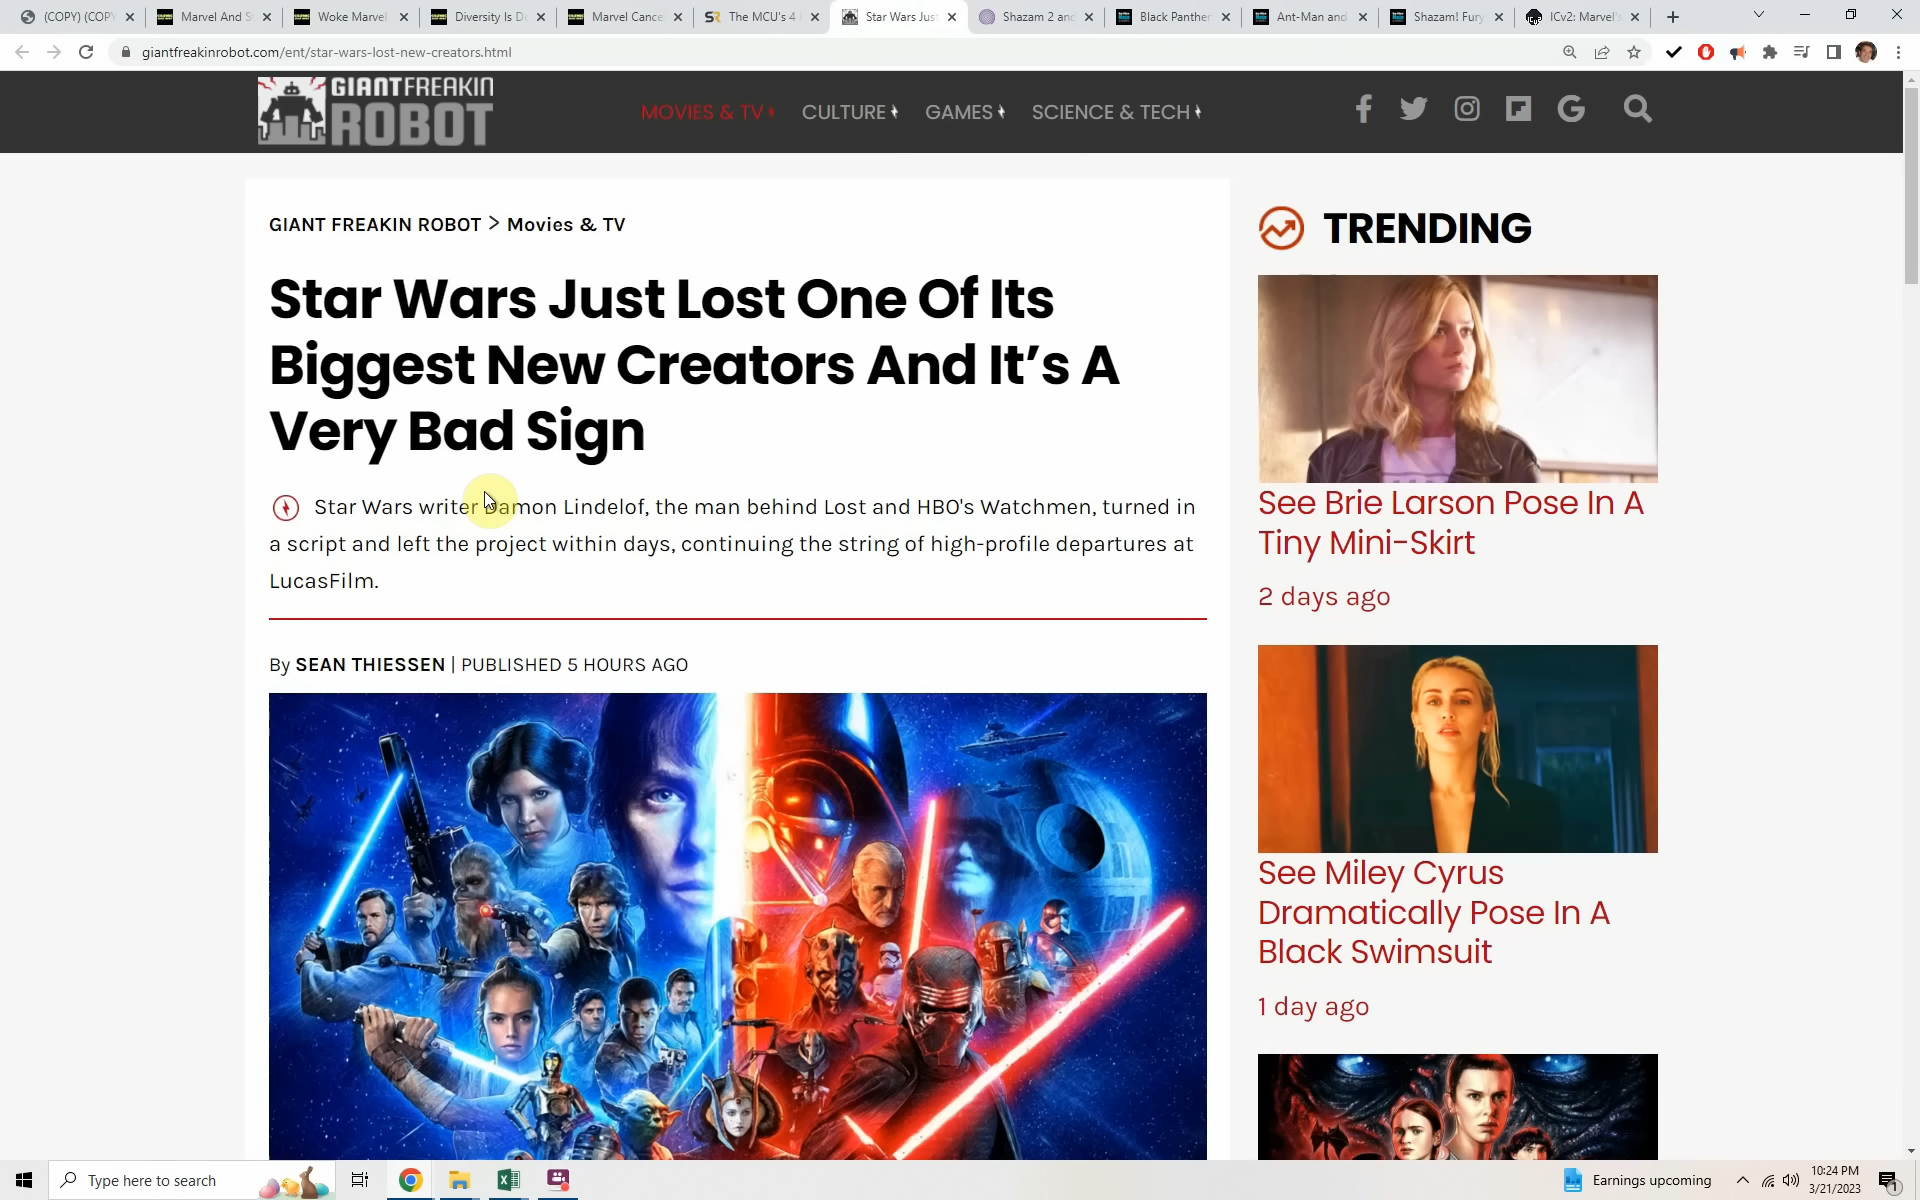 (COPY) (COPY
Marvel And S
Woke Marvel
Diversity Is De
Marvel Cance
SR The MCU's 4
Star Wars Just
Shazam 2 and
Black Panther
Ant-Man and
Shazam! Fury
ICv2: Marvel's
giantfreakinrobot.com/ent/star-wars-lost-new-creators.html
GIANTFREAKIN
ROBOT
MOVIES & TV
CULTURE
GAMES
SCIENCE & TECH
GIANT FREAKIN ROBOT > Movies & TV
Star Wars Just Lost One Of Its
Biggest New Creators And It's A
Very Bad Sign
Star Wars writer Damon Lindelof, the man behind Lost and HBO's Watchmen, turned in
a script and left the project within days, continuing the string of high-profile departures at
LucasFilm.
By SEAN THIESSEN | PUBLISHED 5 HOURS AGO
TRENDING
See Brie Larson Pose In A
Tiny Mini-Skirt
2 days ago
See Miley Cyrus
Dramatically Pose In A
Black Swimsuit
1 day ago
Type here to search
Earnings upcoming
10:24 PM
3/21/2023
1